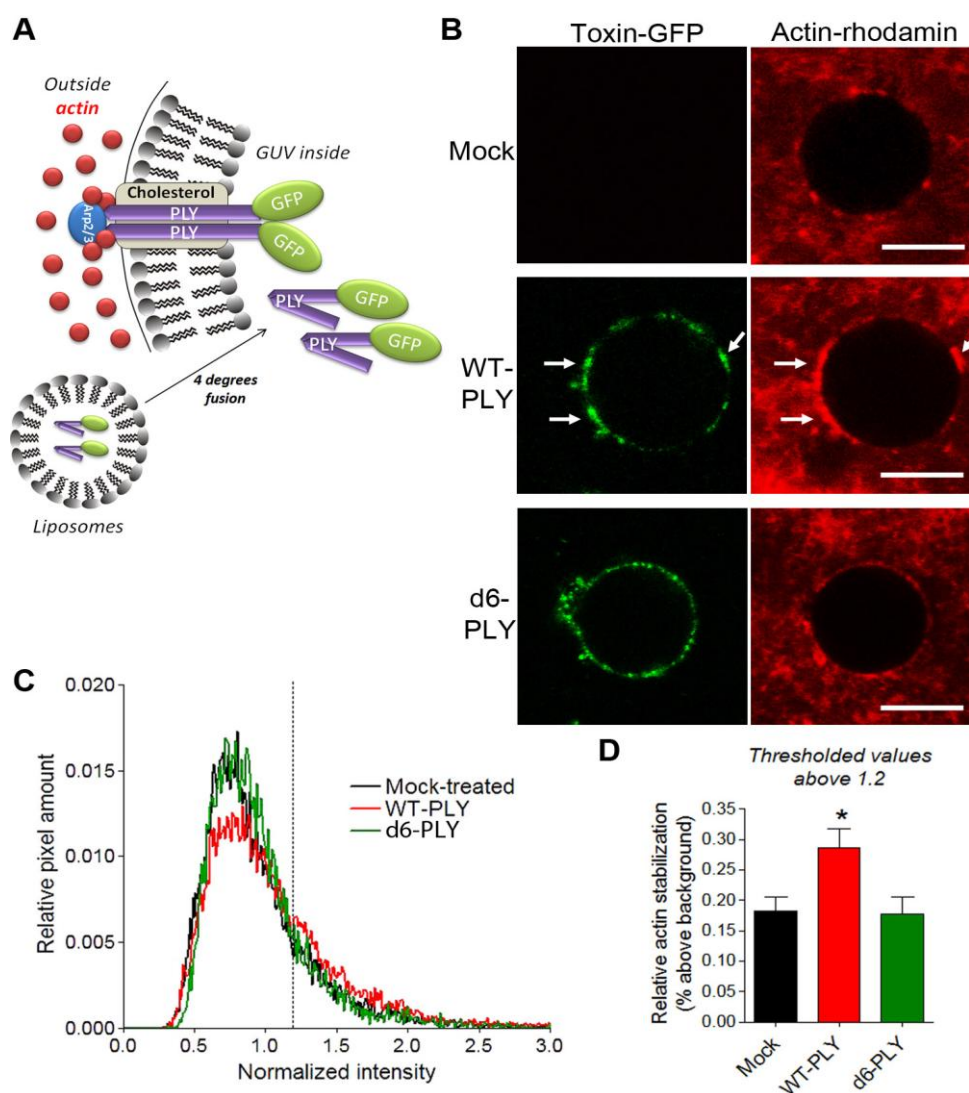 A
Outside
actin
GUV inside
Cholesterol
PLY
GFP
PLY
GFP
Arp2/3
PLY
GFP
PLY
GFP
4 degrees
fusion
Liposomes
B
Toxin-GFP
Actin-rhodamin
Mock
WT-
PLY
d6-
PLY
C
0.020
0.015
0.010
0.005
0.000
Relative pixel amount
Mock-treated
WT-PLY
d6-PLY
0.0 0.5 1.0 1.5 2.0 2.5 3.0
Normalized intensity
D
Thresholded values
above 1.2
*
Relative actin stabilization
(% above background)
0.35
0.30
0.25
0.20
0.15
0.10
0.05
0.00
Mock
WT-PLY
d6-PLY